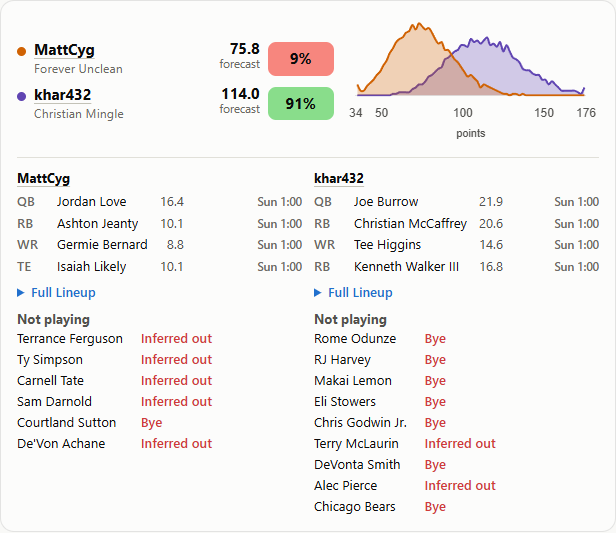 MattCyg
Forever Unclean
75.8
forecast
9%
khar432
Christian Mingle
114.0
forecast
91%
34 50 100 150 176
points
MattCyg
QB Jordan Love 16.4 Sun 1:00
RB Ashton Jeanty 10.1 Sun 1:00
WR Germie Bernard 8.8 Sun 1:00
TE Isaiah Likely 10.1 Sun 1:00
Full Lineup
Not playing
Terrance Ferguson Inferred out
Ty Simpson Inferred out
Carnell Tate Inferred out
Sam Darnold Inferred out
Courtland Sutton Bye
De'Von Achane Inferred out
khar432
QB Joe Burrow 21.9 Sun 1:00
RB Christian McCaffrey 20.6 Sun 1:00
WR Tee Higgins 14.6 Sun 1:00
RB Kenneth Walker III 16.8 Sun 1:00
Full Lineup
Not playing
Rome Odunze Bye
RJ Harvey Bye
Makai Lemon Bye
Eli Stowers Bye
Chris Godwin Jr. Bye
Terry McLaurin Inferred out
DeVonta Smith Bye
Alec Pierce Inferred out
Chicago Bears Bye